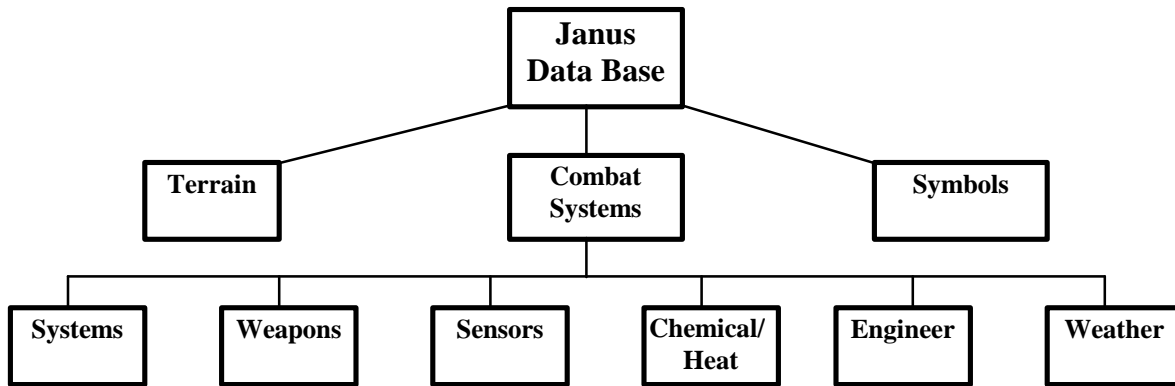 Janus
Data Base
Terrain
Combat
Systems
Symbols
Systems
Weapons
Sensors
Chemical/
Heat
Engineer
Weather